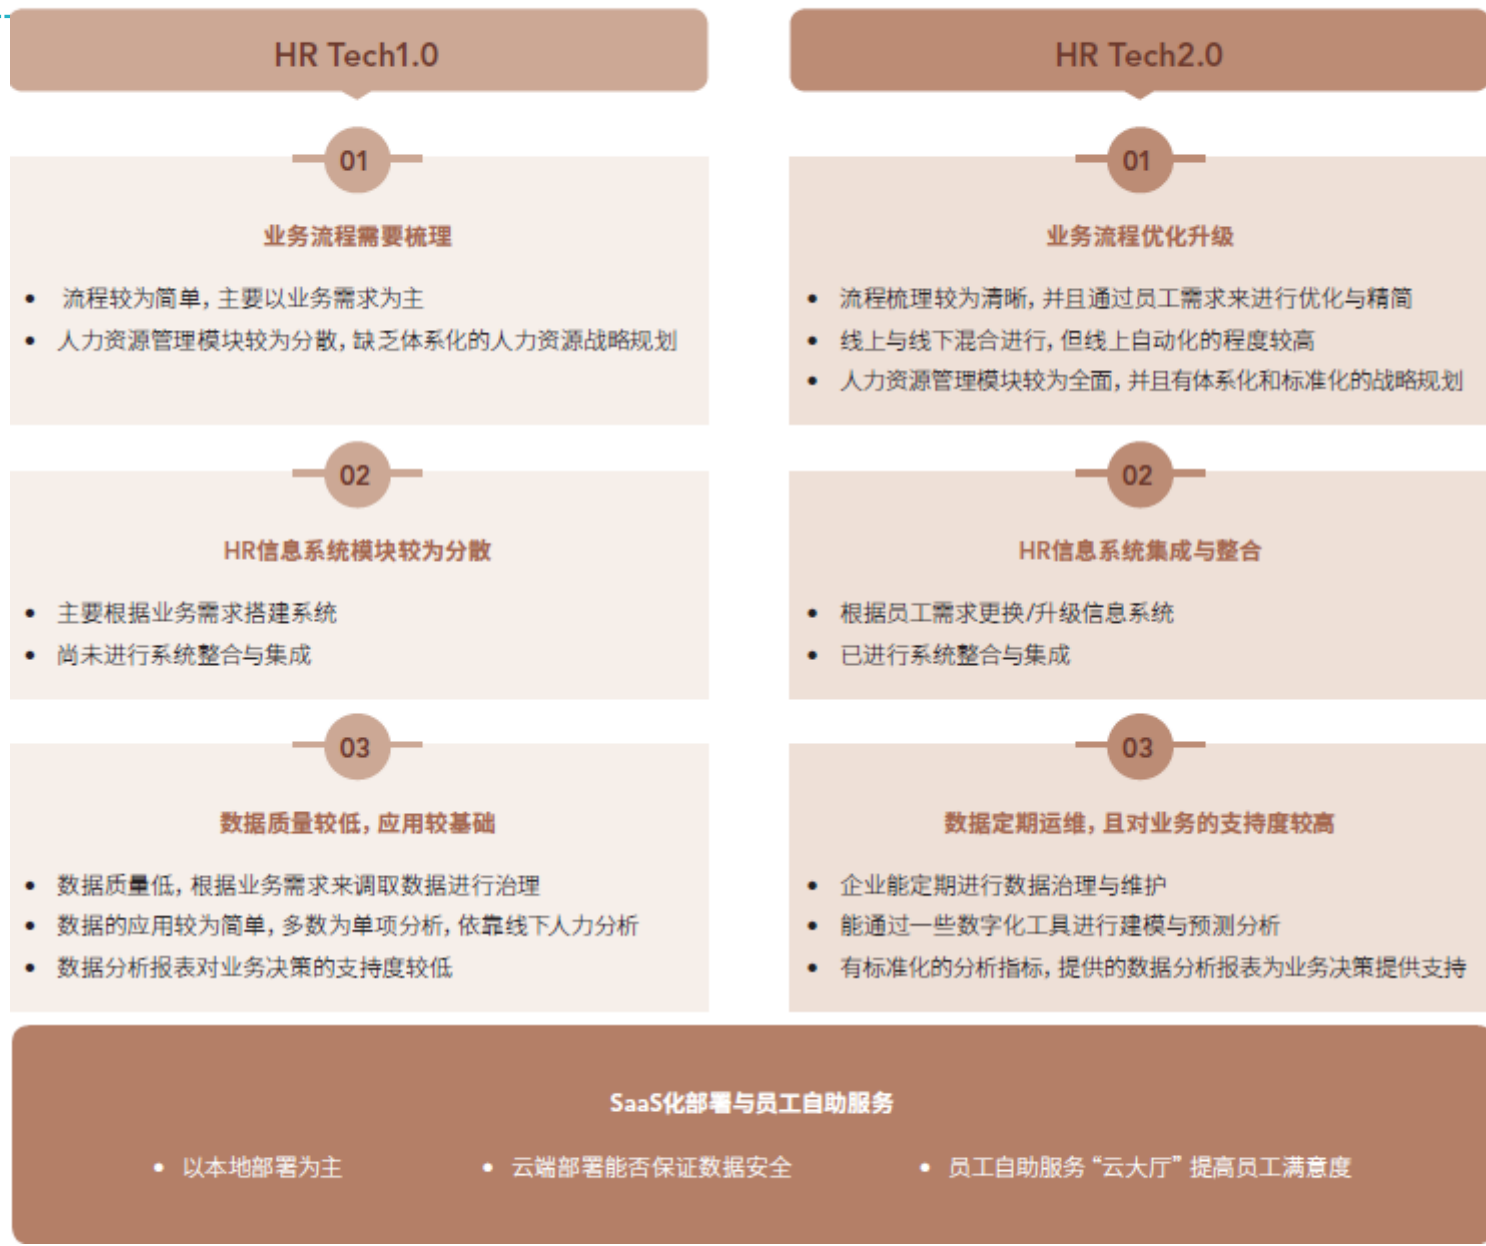 HR Tech1.0
01
业务流程需要梳理
• 流程较为简单，主要以业务需求为主
• 人力资源管理模块较为分散，缺乏体系化的人力资源战略规划
02
HR信息系统模块较为分散
• 主要根据业务需求搭建系统
• 尚未进行系统整合与集成
03
数据质量较低，应用较基础
• 数据质量低，根据业务需求来调取数据进行治理
• 数据的应用较为简单，多数为单项分析，依靠线下人力分析
• 数据分析报表对业务决策的支持度较低
HR Tech2.0
01
业务流程优化升级
• 流程梳理较为清晰，并且通过员工需求来进行优化与精简
• 线上与线下混合进行，但线上自动化的程度较高
• 人力资源管理模块较为全面，并且有体系化和标准化的战略规划
02
HR信息系统集成与整合
• 根据员工需求更换/升级信息系统
• 已进行系统整合与集成
03
数据定期运维，且对业务的支持度较高
• 企业能定期进行数据治理与维护
• 能通过一些数字化工具进行建模与预测分析
• 有标准化的分析指标，提供的数据分析报表为业务决策提供支持
SaaS化部署与员工自助服务
• 以本地部署为主
• 云端部署能否保证数据安全
• 员工自助服务“云大厅”提高员工满意度